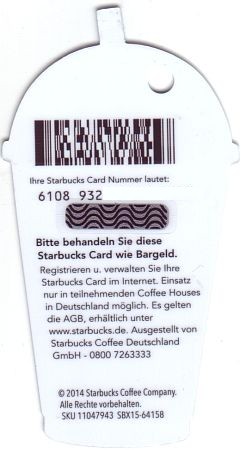 Ihre Starbucks Card Nummer lautet:
6108 932
Bitte behandeln Sie diese
Starbucks Card wie Bargeld.
Registrieren u. verwalten Sie Ihre
Starbucks Card im Internet. Einsatz
nur in teilnehmenden Coffee Houses
in Deutschland möglich. Es gelten
die AGB, erhältlich unter
www.starbucks.de. Ausgestellt von
Starbucks Coffee Deutschland
GmbH - 0800 7263333
© 2014 Starbucks Coffee Company.
Alle Rechte vorbehalten.
SKU 11047943 SBX15-64158